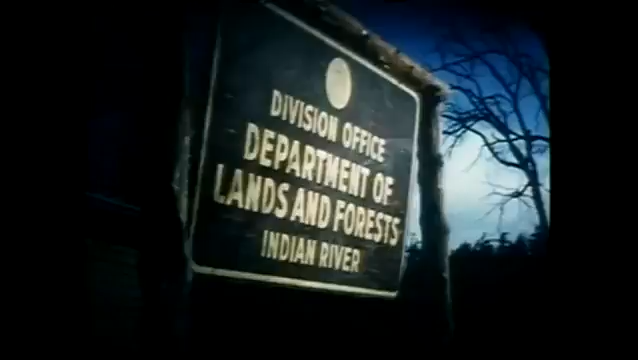 DIVISION OFFICE
DEPARTMENT OF
LANDS AND FORESTS
INDIAN RIVER